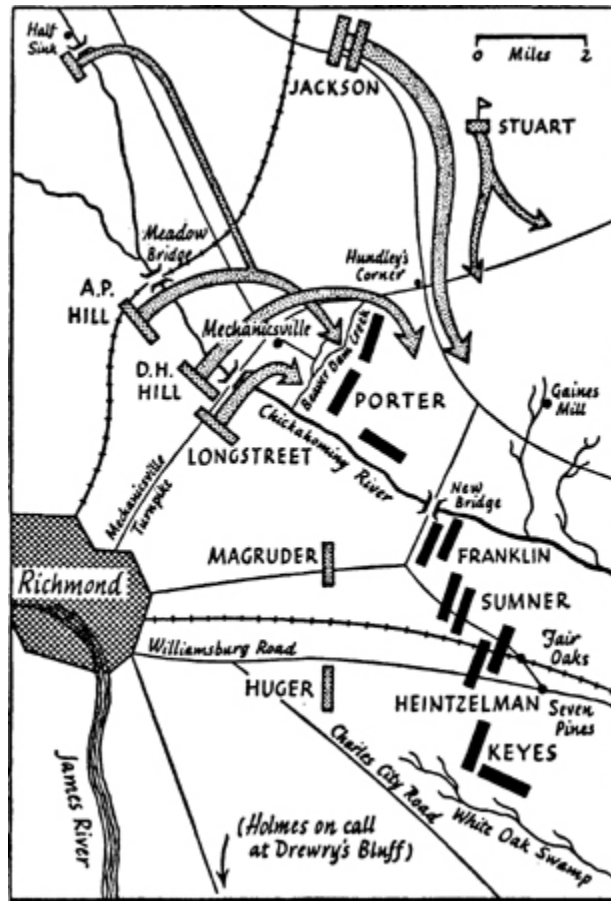 Half
Sink
JACKSON
0 Miles 2
STUART
Meadow
Bridge
Hundley's
Corner
A.P.
HILL
Mechanicsville
D.H.
HILL
Beaver Dam Creek
PORTER
Gaines
Mill
LONGSTREET
Chickahominy
River
Mechanicsville
Turnpike
New
Bridge
MAGRUDER
FRANKLIN
Richmond
SUMNER
Williamsburg Road
Fair
Oaks
HUGER
HEINTZELMAN
Seven
Pines
KEYES
James River
Charles City Road
White Oak Swamp
(Holmes on call
at Drewry's Bluff)